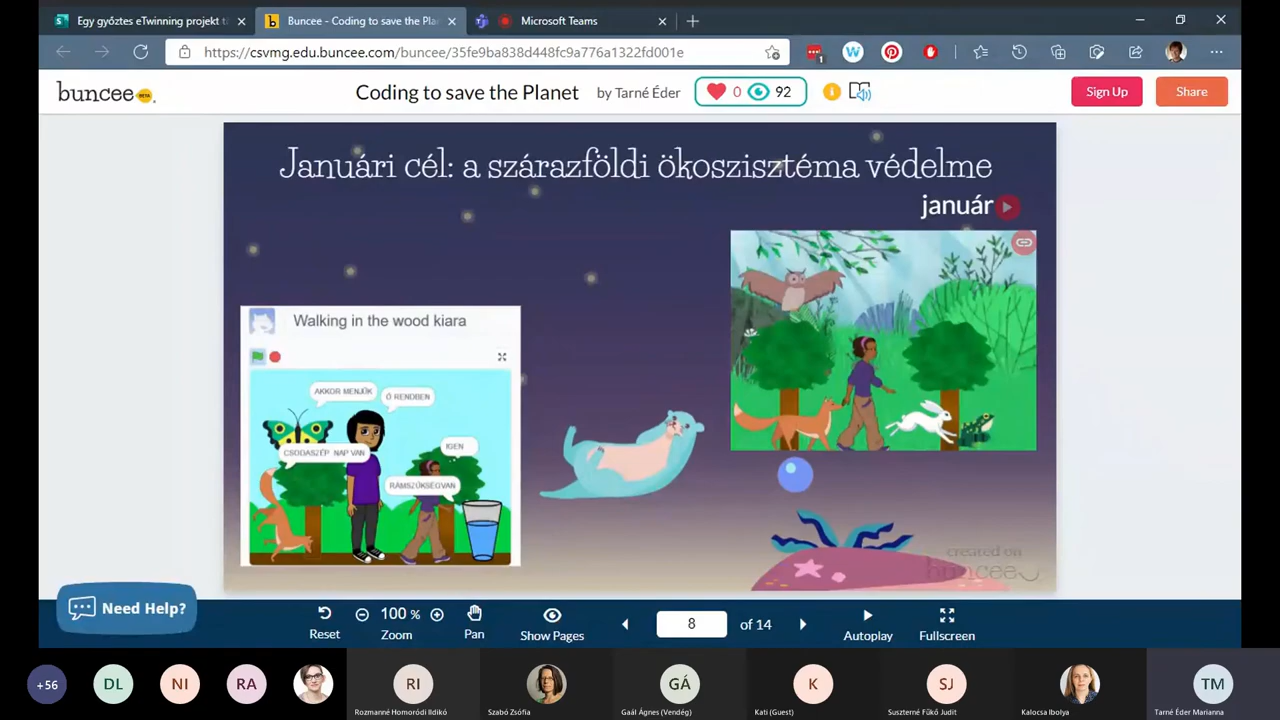 Egy győztes eTwinning projekt t
Buncee - Coding to save the Pla
Microsoft Teams
https://csvmg.edu.buncee.com/buncee/35fe9ba838d448fc9a776a1322fd001e
1
buncee BETA
Coding to save the Planet
by Tarné Éder
0
92
Sign Up
Share
Januári cél: a szárazföldi ökoszisztéma védelme
január
Walking in the wood kiara
AKKOR MENJÜK
Ó RENDBEN
CSODASZÉP NAP VAN
IGEN
RÁMSZÜKSÉGVAN
created on
buncee
Need Help?
Reset
100 %
Zoom
Pan
Show Pages
8
of 14
Autoplay
Fullscreen
+56
DL
NI
RA
RI
GÁ
K
SJ
TM
Rozmanné Homoródi Ildikó
Szabó Zsófia
Gaál Ágnes (Vendég)
Kati (Guest)
Suszterné Fűkő Judit
Kalocsa Ibolya
Tarné Éder Marianna